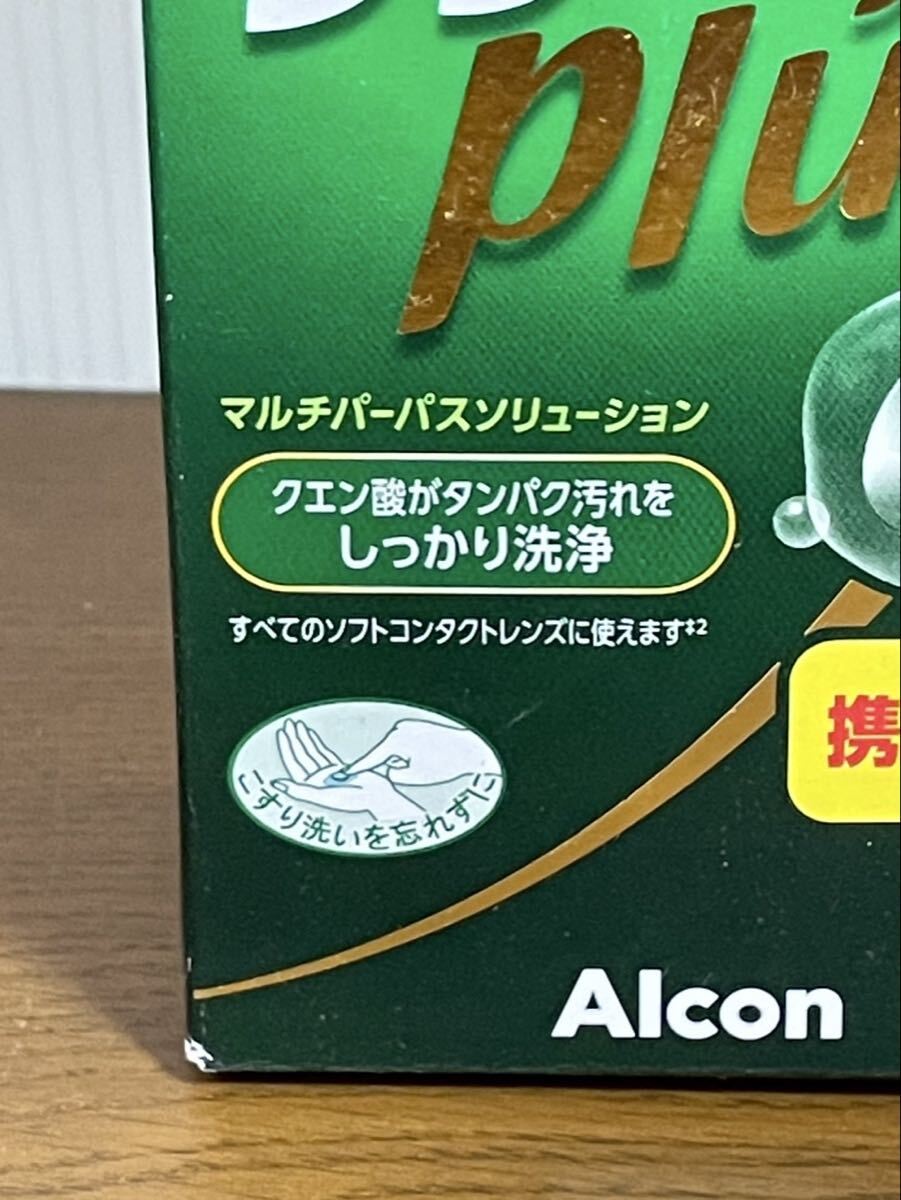 plu
マルチパーパスソリューション
クエン酸がタンパク汚れを
しっかり洗浄
すべてのソフトコンタクトレンズに使えます‡2
携
こすり洗いを忘れずに
Alcon